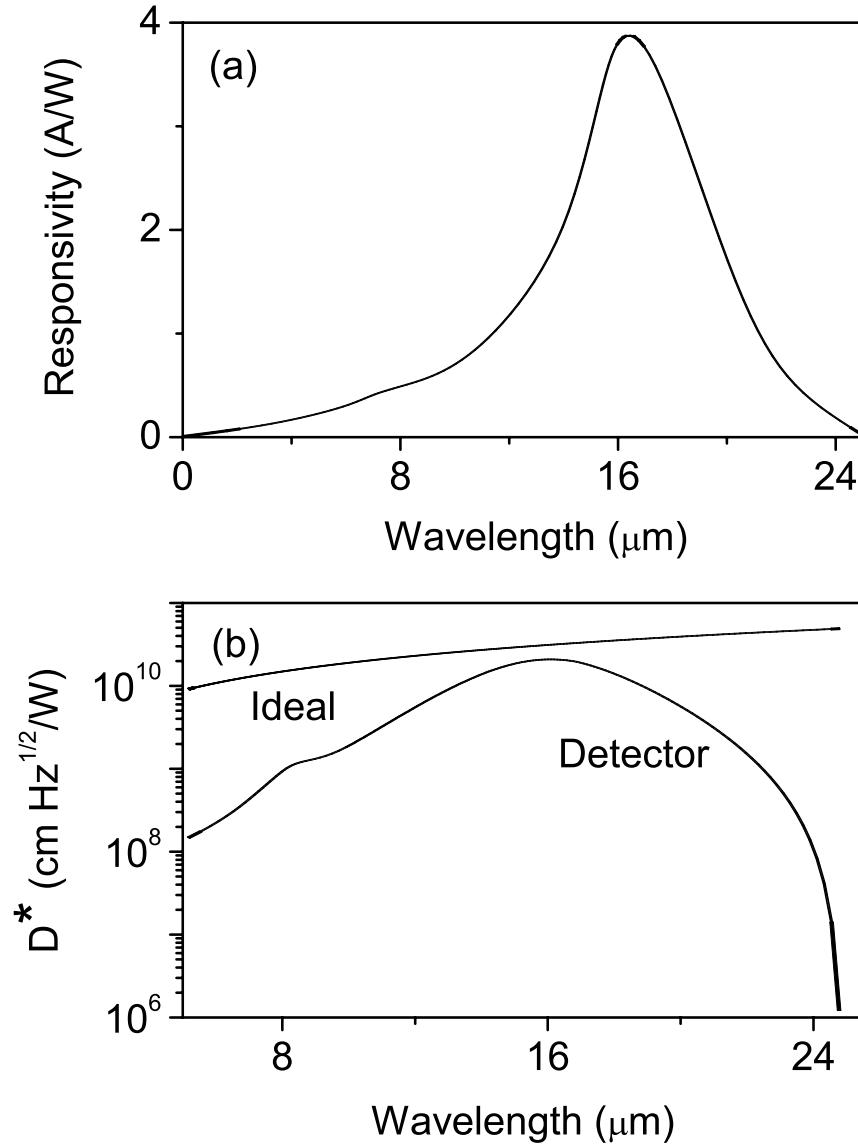 (a)
4
2
0
Responsivity (A/W)
0 8 16 24
Wavelength (μm)
(b)
Ideal
Detector
10^10
10^8
10^6
D* (cm Hz^1/2/W)
8 16 24
Wavelength (μm)